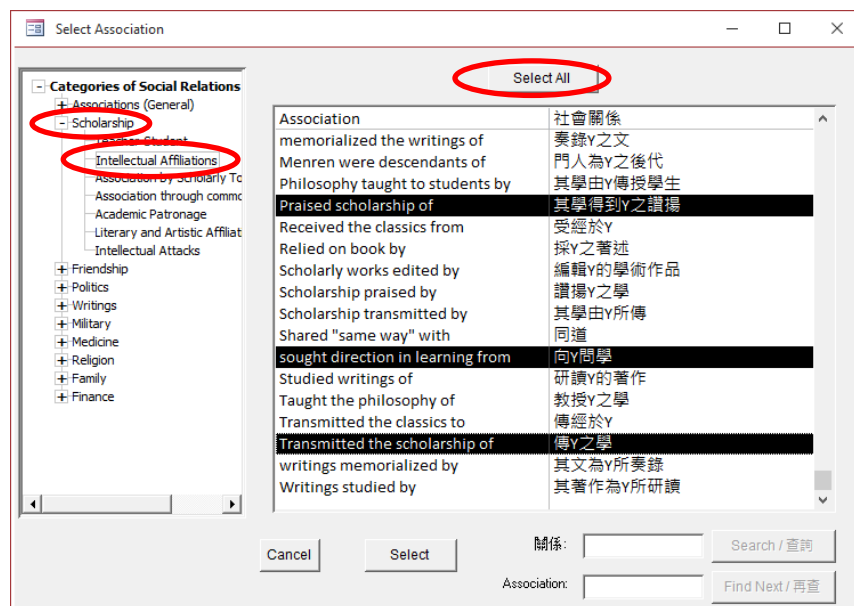 Select Association
Select All
Categories of Social Relations
Associations (General)
Scholarship
Teacher-Student
Intellectual Affiliations
Association by Scholarly To
Association through commo
Academic Patronage
Literary and Artistic Affiliat
Intellectual Attacks
Friendship
Politics
Writings
Military
Medicine
Religion
Family
Finance
Association 社會關係
memorialized the writings of 奏錄Y之文
Menren were descendants of 門人為Y之後代
Philosophy taught to students by 其學由Y傳授學生
Praised scholarship of 其學得到Y之讚揚
Received the classics from 受經於Y
Relied on book by 採Y之著述
Scholarly works edited by 編輯Y的學術作品
Scholarship praised by 讚揚Y之學
Scholarship transmitted by 其學由Y所傳
Shared "same way" with 同道
sought direction in learning from 向Y問學
Studied writings of 研讀Y的著作
Taught the philosophy of 教授Y之學
Transmitted the classics to 傳經於Y
Transmitted the scholarship of 傳Y之學
writings memorialized by 其文為Y所奏錄
Writings studied by 其著作為Y所研讀
Cancel Select
關係:
Search / 查詢
Association:
Find Next / 再查